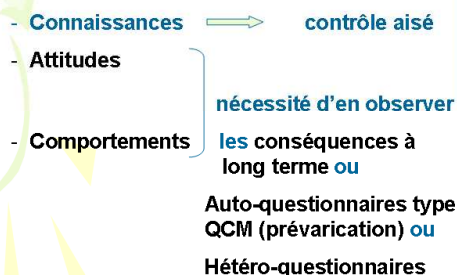 - Connaissances contrôle aisé
- Attitudes
nécessité d'en observer
- Comportements les conséquences à
long terme ou
Auto-questionnaires type
QCM (prévarication) ou
Hétéro-questionnaires